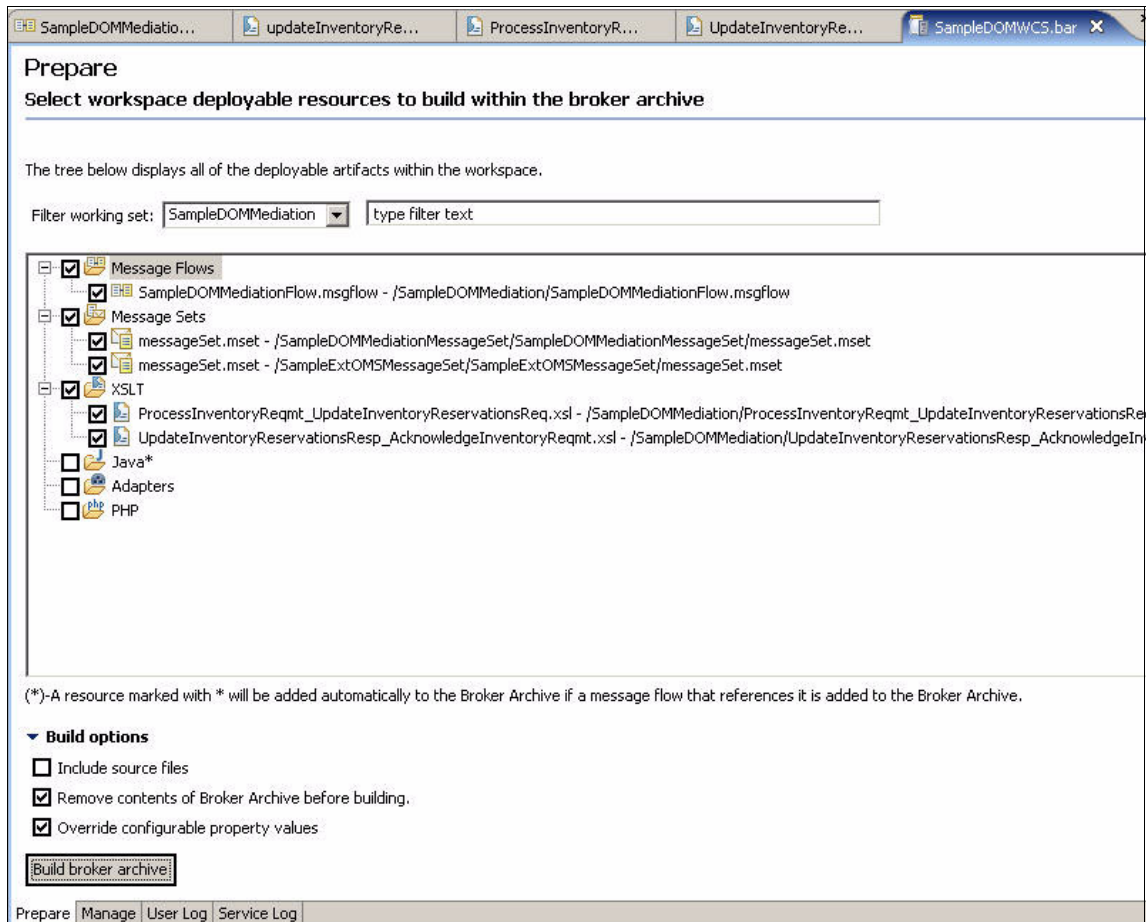 SampleDOMMediatio... updateInventoryRe... ProcessInventoryR... UpdateInventoryRe... SampleDOMWCS.bar
Prepare
Select workspace deployable resources to build within the broker archive
The tree below displays all of the deployable artifacts within the workspace.
Filter working set: SampleDOMMediation type filter text
Message Flows
SampleDOMMediationFlow.msgflow - /SampleDOMMediation/SampleDOMMediationFlow.msgflow
Message Sets
messageSet.mset - /SampleDOMMediationMessageSet/SampleDOMMediationMessageSet/messageSet.mset
messageSet.mset - /SampleExtOMSMessageSet/SampleExtOMSMessageSet/messageSet.mset
XSLT
ProcessInventoryReqmt_UpdateInventoryReservationsReq.xsl - /SampleDOMMediation/ProcessInventoryReqmt_UpdateInventoryReservationsRe
UpdateInventoryReservationsResp_AcknowledgeInventoryReqmt.xsl - /SampleDOMMediation/UpdateInventoryReservationsResp_AcknowledgeIn
Java*
Adapters
php PHP
(*)-A resource marked with * will be added automatically to the Broker Archive if a message flow that references it is added to the Broker Archive.
Build options
Include source files
Remove contents of Broker Archive before building.
Override configurable property values
Build broker archive
Prepare Manage User Log Service Log